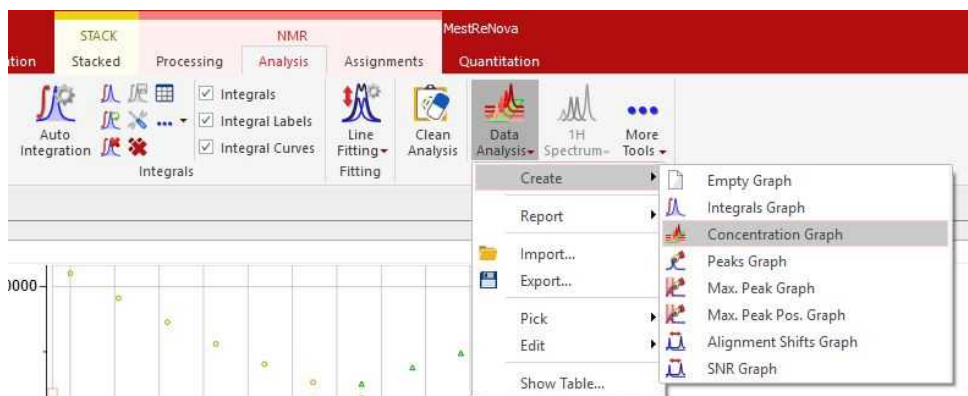 STACK NMR MestReNova
ation Stacked Processing Analysis Assignments Quantitation
Integrals
Integral Labels
Integral Curves
Auto Integration
Line Fitting
Clean Analysis
Data Analysis
1H Spectrum
More Tools
Integrals Fitting
Create
Report
Import...
Export...
Pick
Edit
Show Table...
Empty Graph
Integrals Graph
Concentration Graph
Peaks Graph
Max. Peak Graph
Max. Peak Pos. Graph
Alignment Shifts Graph
SNR Graph
0000